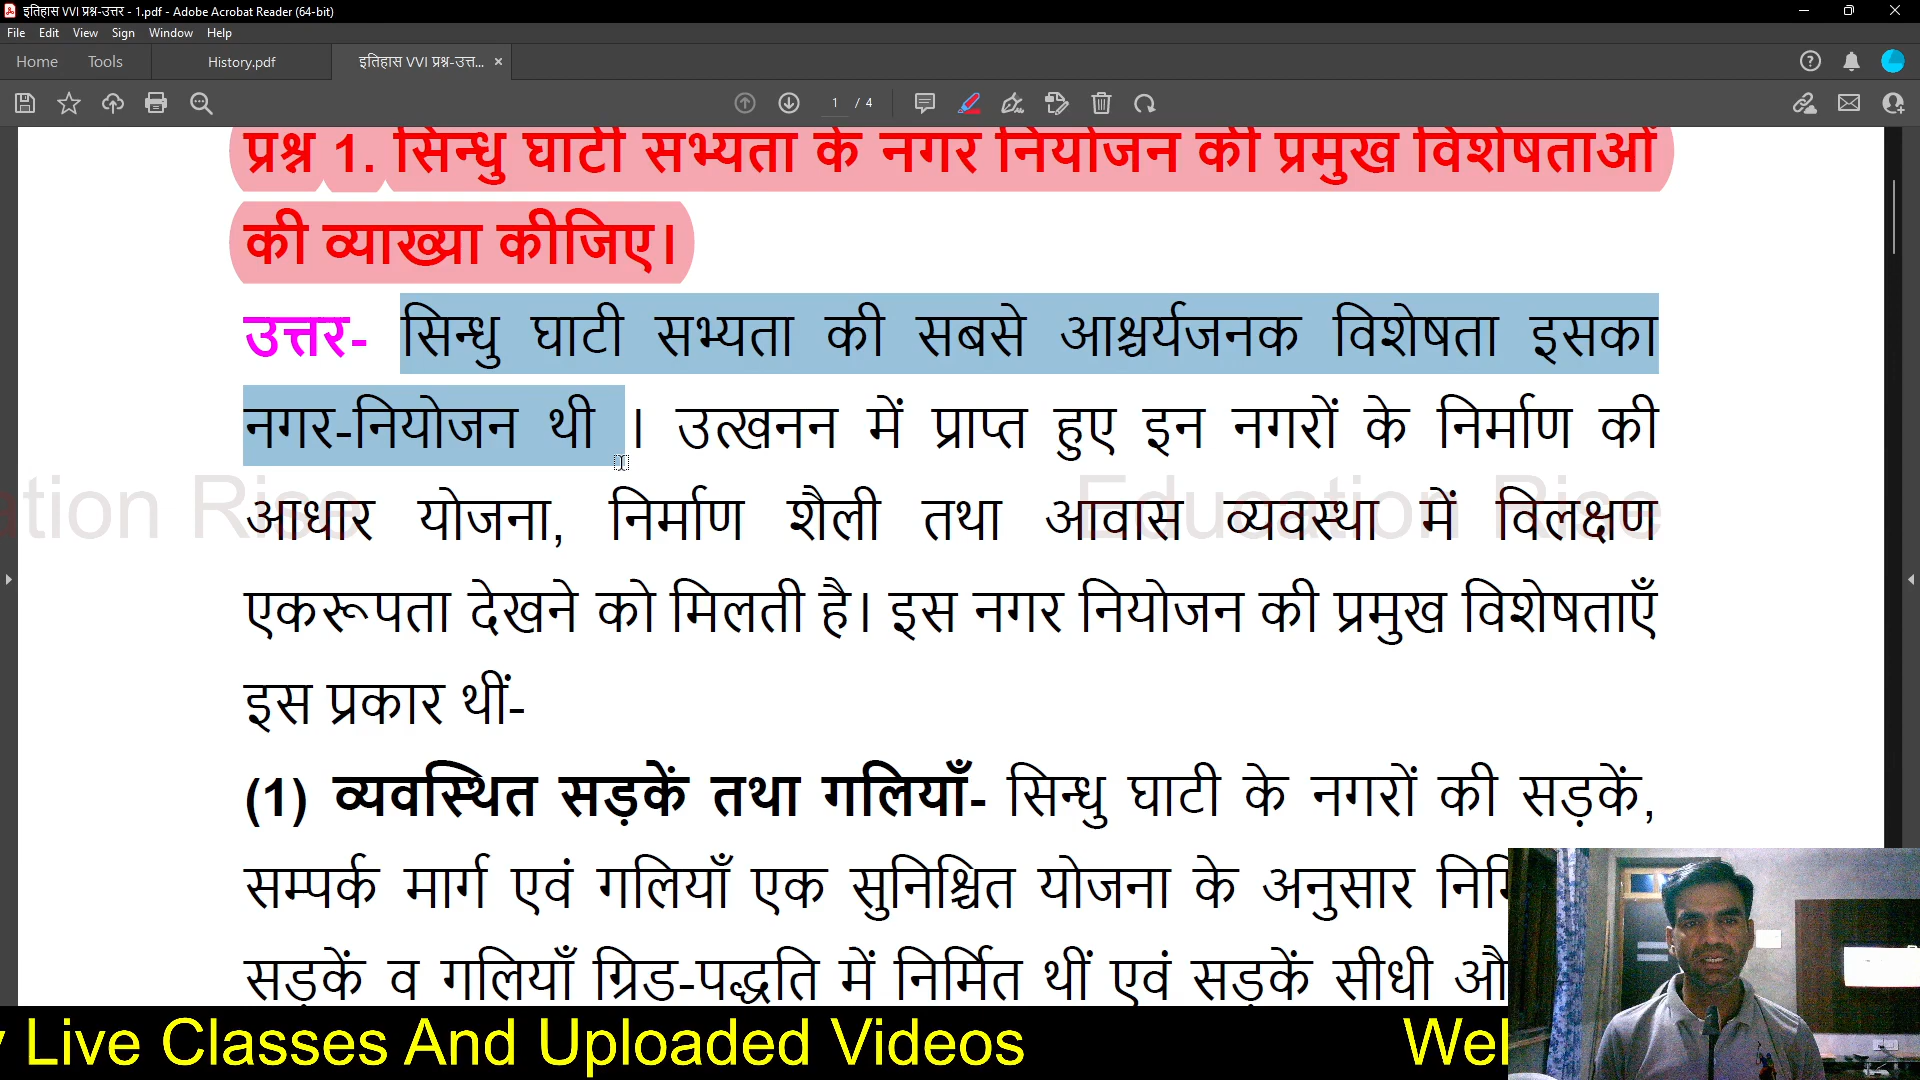 इतिहास VVI प्रश्न-उत्तर - 1.pdf - Adobe Acrobat Reader (64-bit)
File Edit View Sign Window Help
Home Tools History.pdf इतिहास VVI प्रश्न-उत्त... ×
1 / 4
प्रश्न 1. सिन्धु घाटी सभ्यता के नगर नियोजन की प्रमुख विशेषताओं
की व्याख्या कीजिए।
उत्तर- सिन्धु घाटी सभ्यता की सबसे आश्चर्यजनक विशेषता इसका
नगर-नियोजन थी । उत्खनन में प्राप्त हुए इन नगरों के निर्माण की
tion Rise Education Rise
आधार योजना, निर्माण शैली तथा आवास व्यवस्था में विलक्षण
एकरूपता देखने को मिलती है। इस नगर नियोजन की प्रमुख विशेषताएँ
इस प्रकार थीं-
(1) व्यवस्थित सड़कें तथा गलियाँ- सिन्धु घाटी के नगरों की सड़कें,
सम्पर्क मार्ग एवं गलियाँ एक सुनिश्चित योजना के अनुसार
सड़कें व गलियाँ ग्रिड-पद्धति में निर्मित थीं एवं सड़कें सीधी
Live Classes And Uploaded Videos Wel